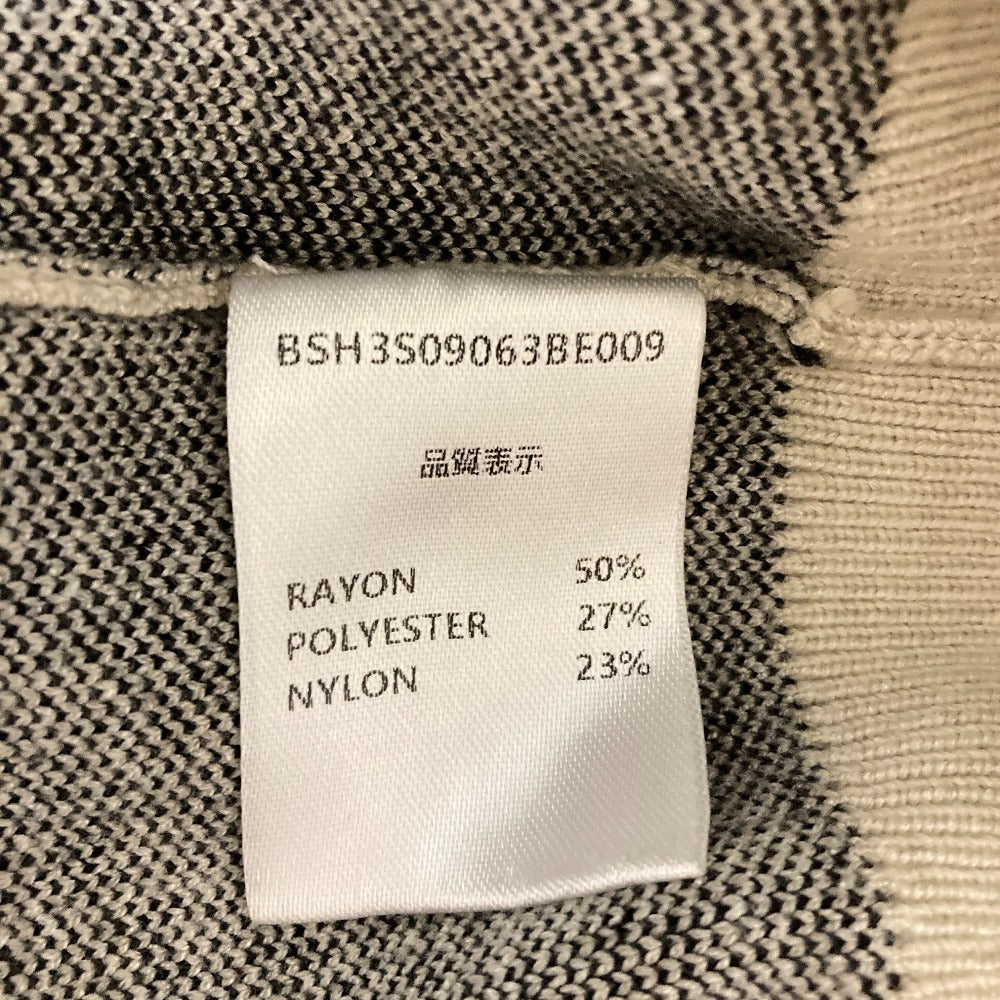 BSH3S09063BE009
品質表示
RAYON 50%
POLYESTER 27%
NYLON 23%